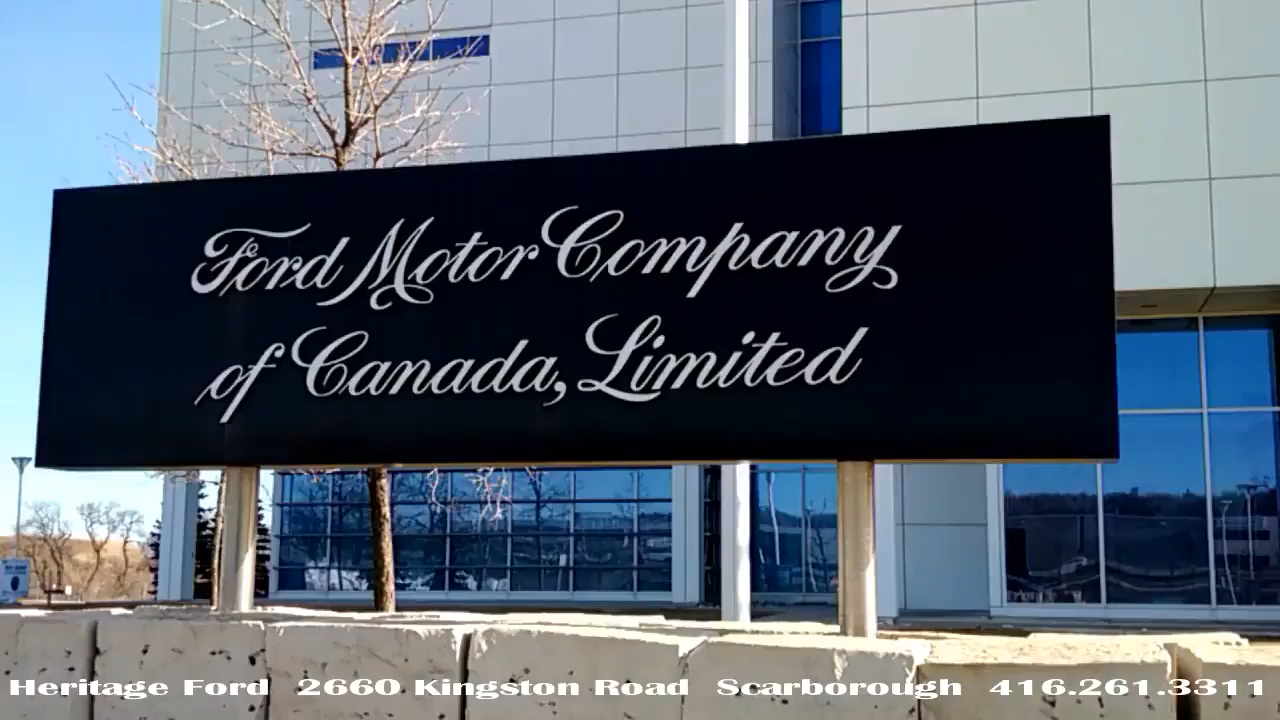 Ford Motor Company
of Canada, Limited
Heritage Ford 2660 Kingston Road Scarborough 416.261.3311